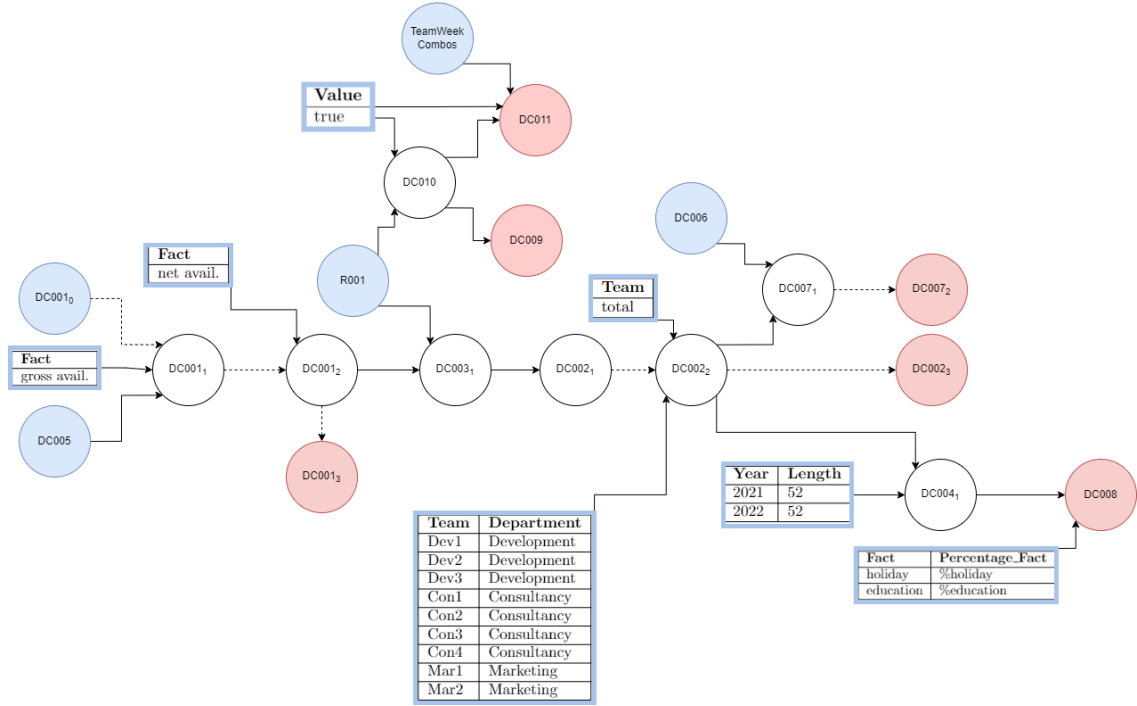 TeamWeek
Combos
Value
true
DC011
DC010
DC006
DC009
Fact
net avail.
R001
Team
total
DC007₁
DC007₂
DC001₀
Fact
gross avail.
DC001₁
DC001₂
DC003₁
DC002₁
DC002₂
DC002₃
DC005
DC001₃
Year Length
2021 52
2022 52
DC004₁
DC008
Team Department
Dev1 Development
Dev2 Development
Dev3 Development
Con1 Consultancy
Con2 Consultancy
Con3 Consultancy
Con4 Consultancy
Mar1 Marketing
Mar2 Marketing
Fact Percentage_Fact
holiday %holiday
education %education